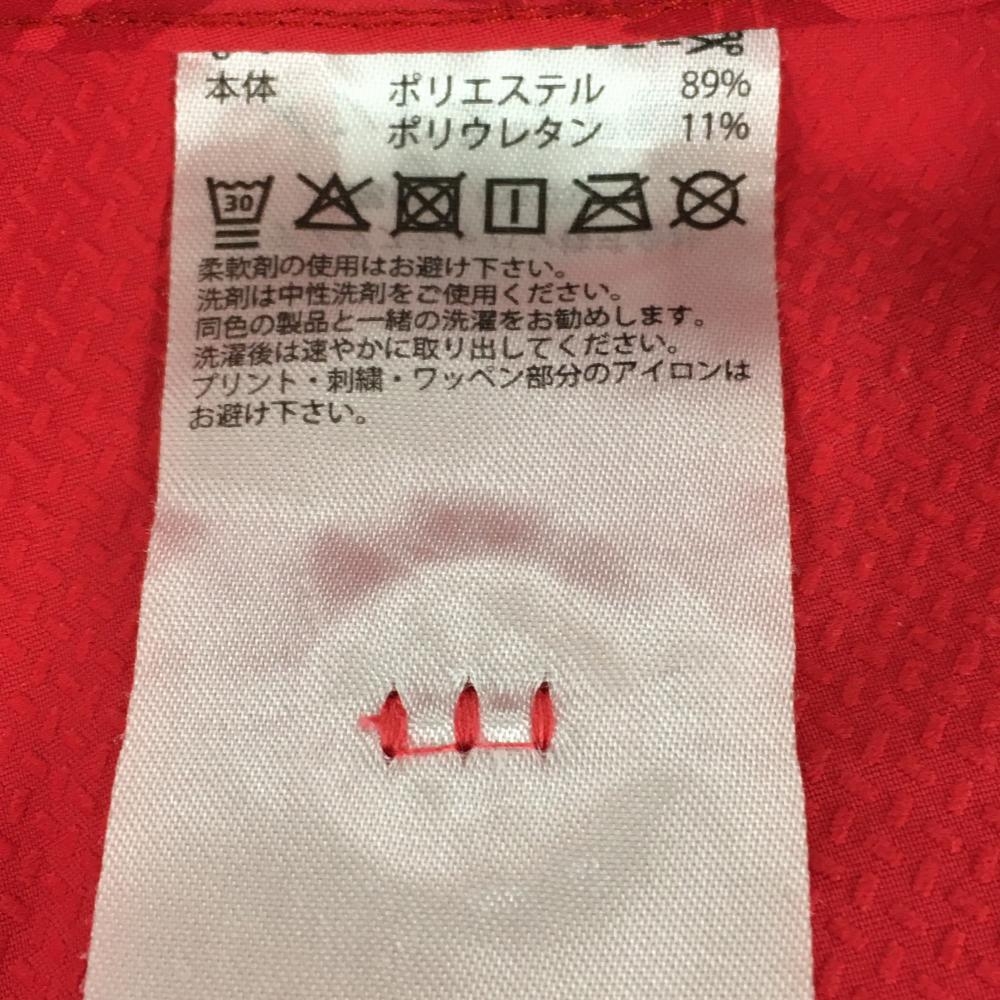 本体 ポリエステル 89%
ポリウレタン 11%
30
柔軟剤の使用はお避け下さい。
洗剤は中性洗剤をご使用ください。
同色の製品と一緒の洗濯をお勧めします。
洗濯後は速やかに取り出してください。
プリント・刺繍・ワッペン部分のアイロンは
お避け下さい。